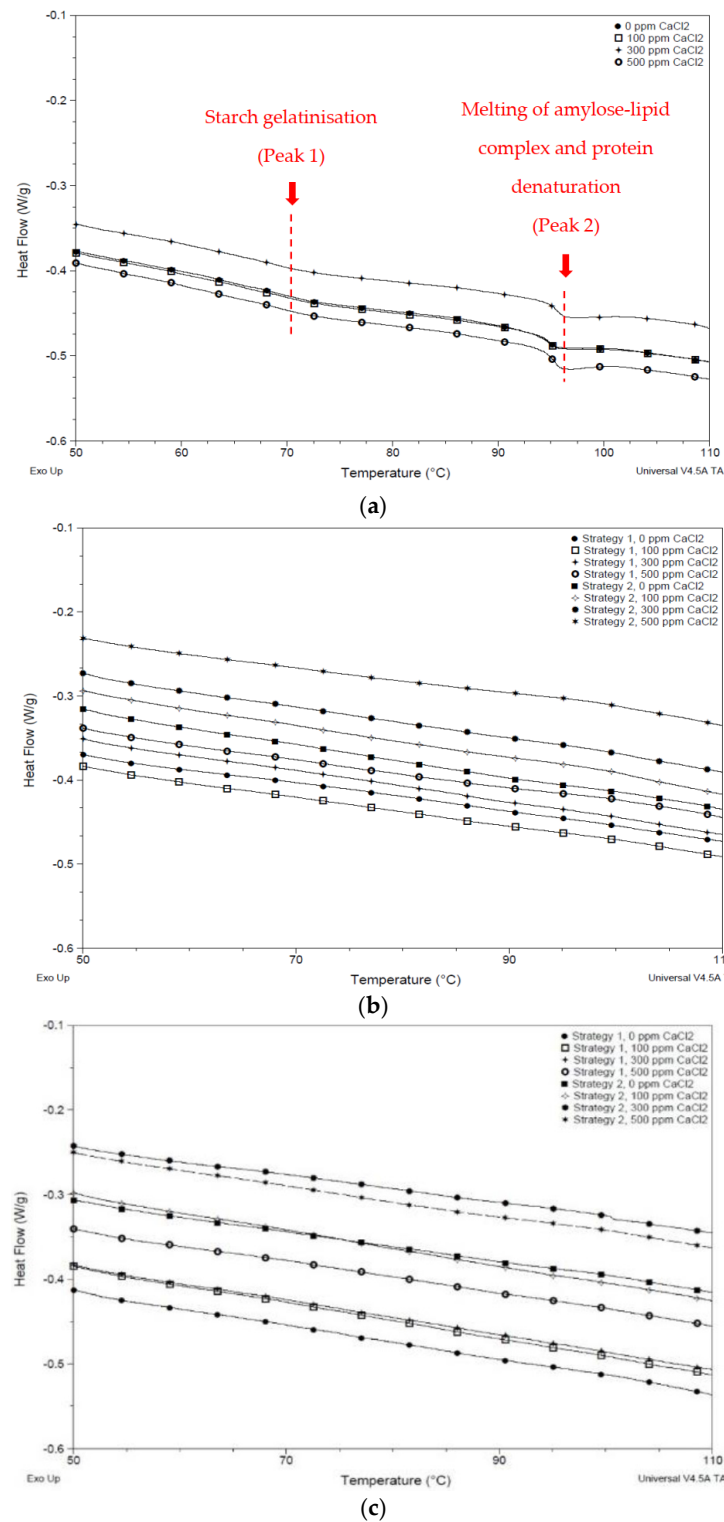 -0.1
0 ppm CaCl2
100 ppm CaCl2
300 ppm CaCl2
500 ppm CaCl2
-0.2
Starch gelatinisation
(Peak 1)
Melting of amylose-lipid
complex and protein
denaturation
(Peak 2)
-0.3
Heat Flow (W/g)
-0.4
-0.5
-0.6
50 60 70 80 90 100 110
Exo Up Temperature (°C) Universal V4.5A TA
(a)
-0.1
Strategy 1, 0 ppm CaCl2
Strategy 1, 100 ppm CaCl2
Strategy 1, 300 ppm CaCl2
Strategy 1, 500 ppm CaCl2
Strategy 2, 0 ppm CaCl2
Strategy 2, 100 ppm CaCl2
Strategy 2, 300 ppm CaCl2
Strategy 2, 500 ppm CaCl2
-0.2
-0.3
Heat Flow (W/g)
-0.4
-0.5
-0.6
50 70 90 11
Exo Up Temperature (°C) Universal V4.5A
(b)
-0.1
Strategy 1, 0 ppm CaCl2
Strategy 1, 100 ppm CaCl2
Strategy 1, 300 ppm CaCl2
Strategy 1, 500 ppm CaCl2
Strategy 2, 0 ppm CaCl2
Strategy 2, 100 ppm CaCl2
Strategy 2, 300 ppm CaCl2
Strategy 2, 500 ppm CaCl2
-0.2
-0.3
Heat Flow (W/g)
-0.4
-0.5
-0.6
50 70 90 110
Exo Up Temperature (°C) Universal V4.5A TA
(c)